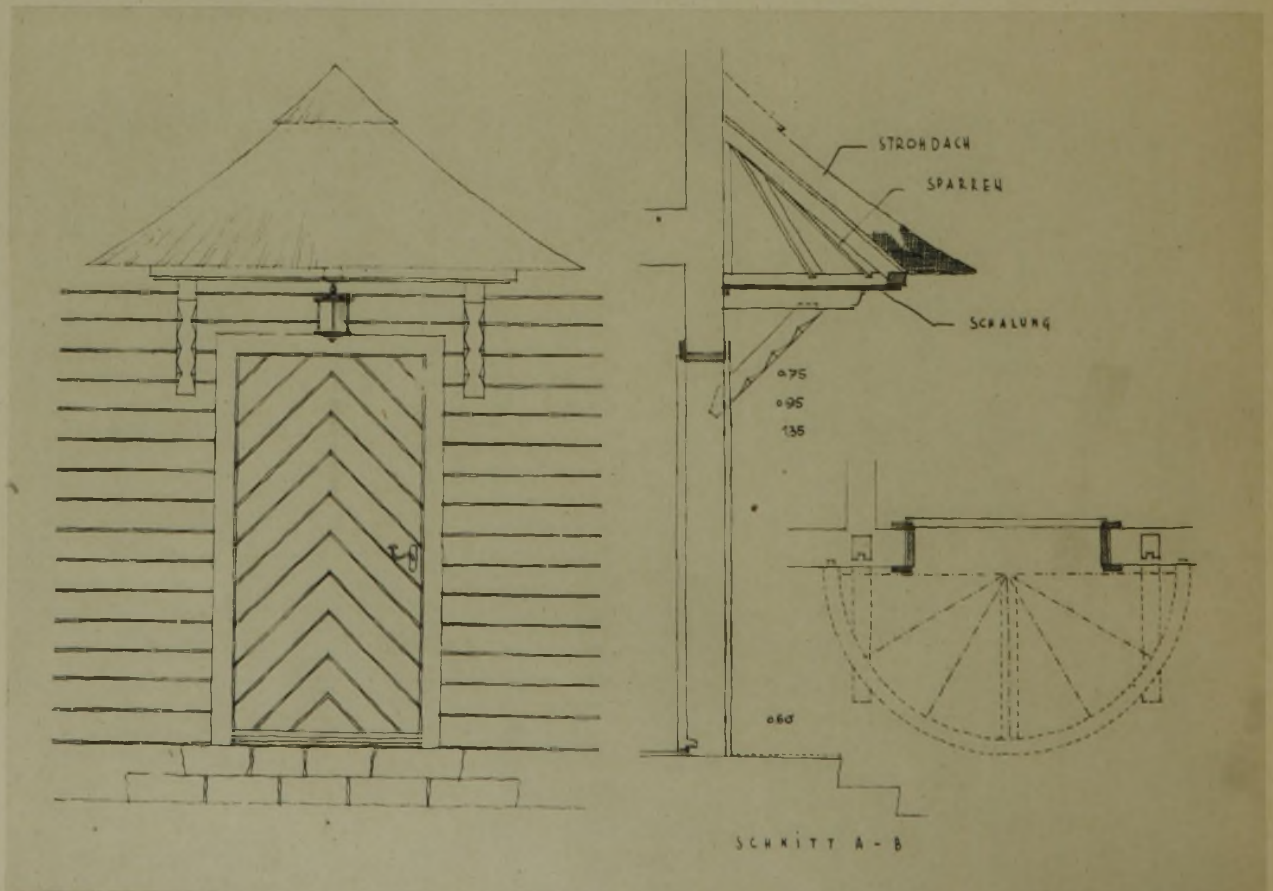 STROHDACH
SPARREN
SCHALUNG
0.75
0.95
1.35
0.60
SCHNITT A - B